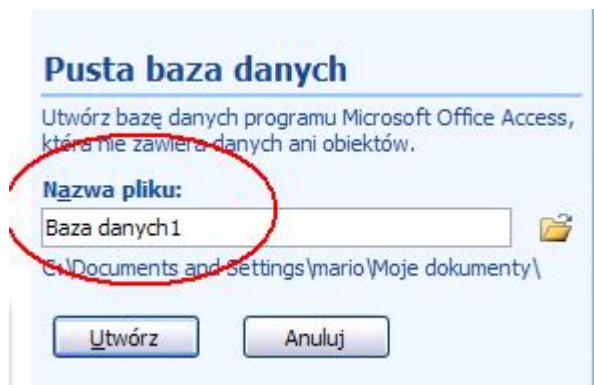 Pusta baza danych
Utwórz bazę danych programu Microsoft Office Access,
która nie zawiera danych ani obiektów.
Nazwa pliku:
Baza danych1
C:\Documents and Settings\mario\Moje dokumenty\
Utwórz Anuluj